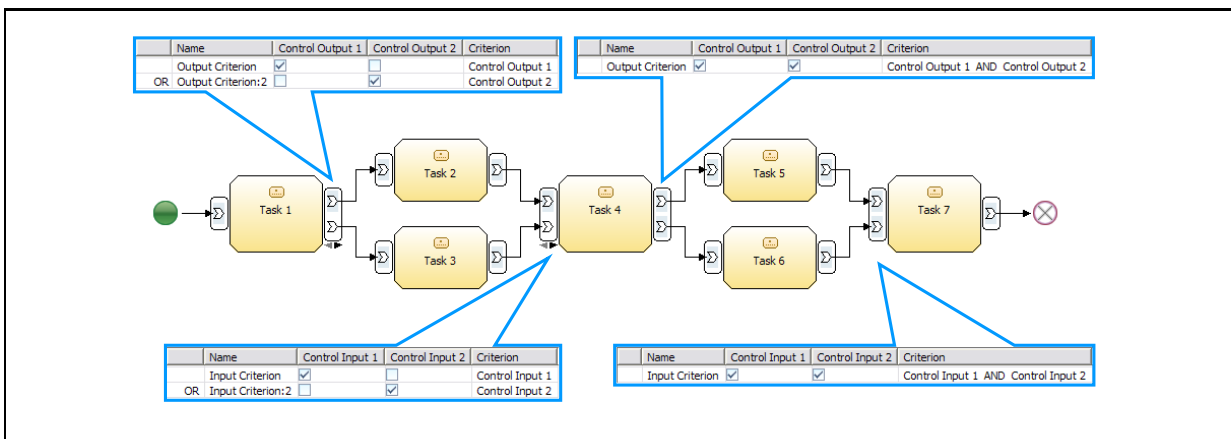 Name Control Output 1 Control Output 2 Criterion
Output Criterion Control Output 1
OR Output Criterion:2 Control Output 2
Name Control Output 1 Control Output 2 Criterion
Output Criterion Control Output 1 AND Control Output 2
Task 2
Task 5
Task 1
Task 4
Task 7
Task 3
Task 6
Name Control Input 1 Control Input 2 Criterion
Input Criterion Control Input 1
OR Input Criterion:2 Control Input 2
Name Control Input 1 Control Input 2 Criterion
Input Criterion Control Input 1 AND Control Input 2